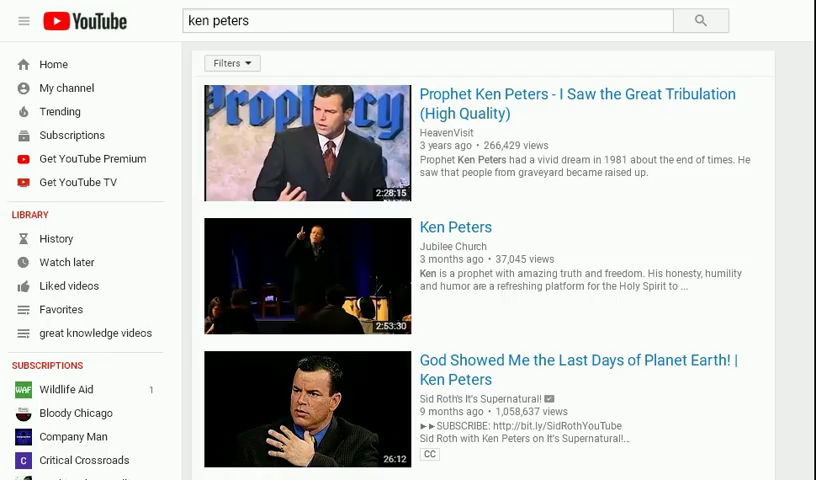 YouTube
ken peters
Home
My channel
Trending
Subscriptions
Get YouTube Premium
Get YouTube TV
LIBRARY
History
Watch later
Liked videos
Favorites
great knowledge videos
SUBSCRIPTIONS
WAF Wildlife Aid 1
Bloody Chicago
Company Man
C Critical Crossroads
Filters
Prophecy
2:28:15
Prophet Ken Peters - I Saw the Great Tribulation
(High Quality)
HeavenVisit
3 years ago • 266,429 views
Prophet Ken Peters had a vivid dream in 1981 about the end of times. He
saw that people from graveyard became raised up.
2:53:30
Ken Peters
Jubilee Church
3 months ago • 37,045 views
Ken is a prophet with amazing truth and freedom. His honesty, humility
and humor are a refreshing platform for the Holy Spirit to ...
26:12
God Showed Me the Last Days of Planet Earth! |
Ken Peters
Sid Roth's It's Supernatural!
9 months ago • 1,058,637 views
►►SUBSCRIBE: http://bit.ly/SidRothYouTube
Sid Roth with Ken Peters on It's Supernatural!...
CC